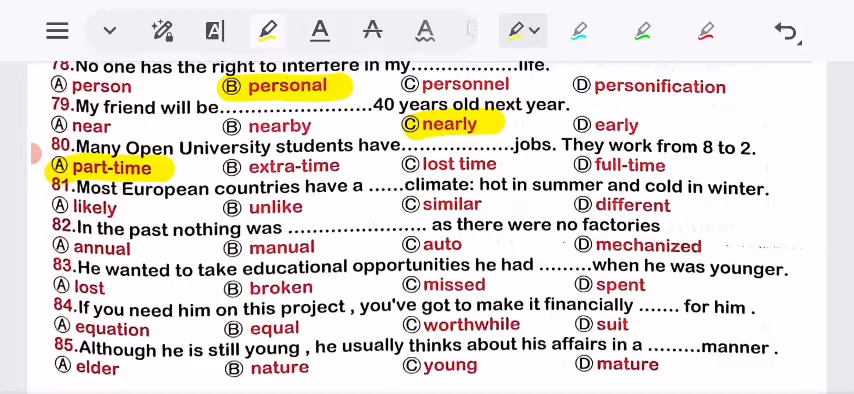 78.No one has the right to interfere in my..................life.
Ⓐ person Ⓑ personal Ⓒ personnel Ⓓ personification
79.My friend will be.........................40 years old next year.
Ⓐ near Ⓑ nearby Ⓒ nearly Ⓓ early
80.Many Open University students have...................jobs. They work from 8 to 2.
Ⓐ part-time Ⓑ extra-time Ⓒ lost time Ⓓ full-time
81.Most European countries have a ......climate: hot in summer and cold in winter.
Ⓐ likely Ⓑ unlike Ⓒ similar Ⓓ different
82.In the past nothing was ........................ as there were no factories
Ⓐ annual Ⓑ manual Ⓒ auto Ⓓ mechanized
83.He wanted to take educational opportunities he had .........when he was younger.
Ⓐ lost Ⓑ broken Ⓒ missed Ⓓ spent
84.If you need him on this project , you've got to make it financially ....... for him .
Ⓐ equation Ⓑ equal Ⓒ worthwhile Ⓓ suit
85.Although he is still young , he usually thinks about his affairs in a .........manner .
Ⓐ elder Ⓑ nature Ⓒ young Ⓓ mature